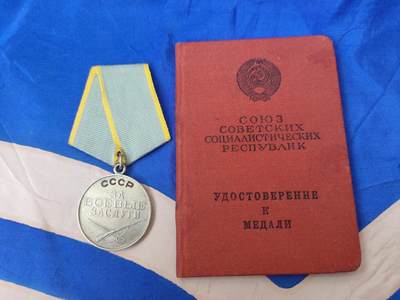 СССР
ЗА
БОЕВЫЕ
ЗАСЛУГИ
СОЮЗ
СОВЕТСКИХ
СОЦИАЛИСТИЧЕСКИХ
РЕСПУБЛИК
УДОСТОВЕРЕНИЕ
К
МЕДАЛИ